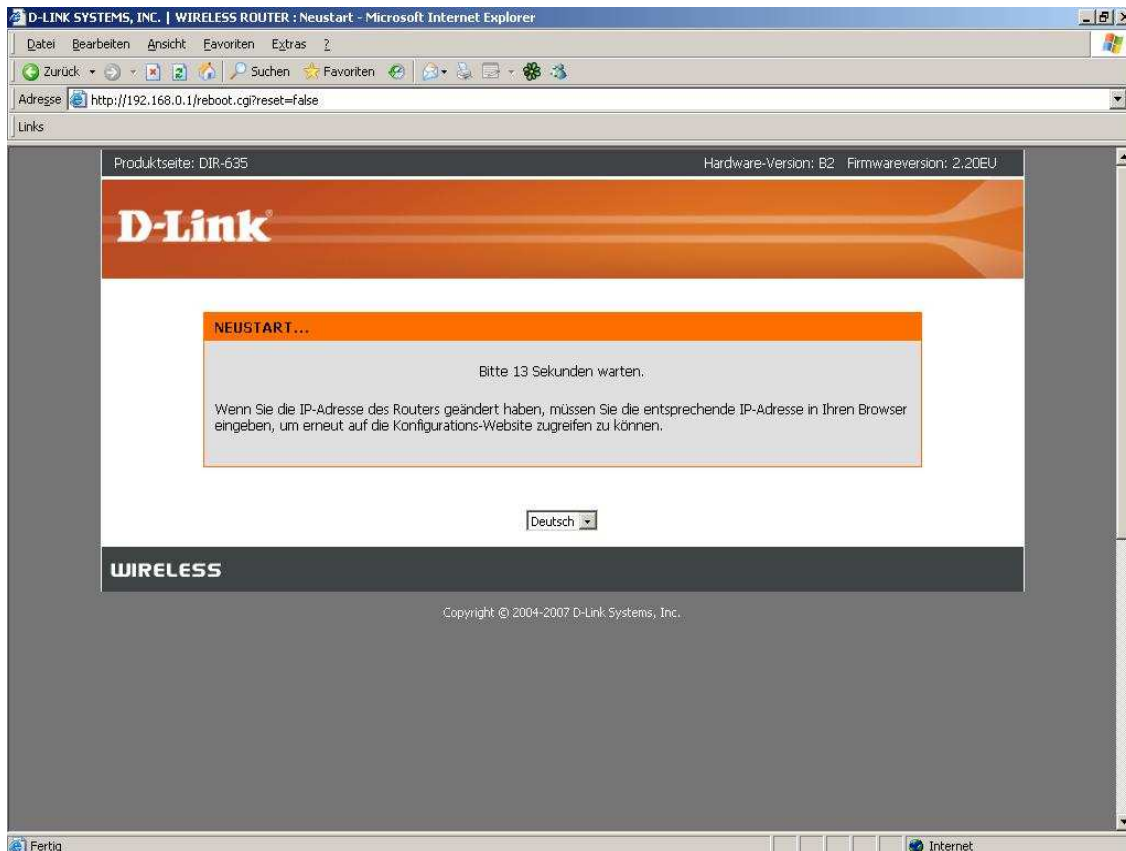 D-LINK SYSTEMS, INC. | WIRELESS ROUTER : Neustart - Microsoft Internet Explorer
Datei Bearbeiten Ansicht Favoriten Extras ?
Zurück Suchen Favoriten
Adresse http://192.168.0.1/reboot.cgi?reset=false
Links
Produktseite: DIR-635 Hardware-Version: B2 Firmwareversion: 2.20EU
D-Link
NEUSTART...
Bitte 13 Sekunden warten.
Wenn Sie die IP-Adresse des Routers geändert haben, müssen Sie die entsprechende IP-Adresse in Ihren Browser
eingeben, um erneut auf die Konfigurations-Website zugreifen zu können.
Deutsch
WIRELESS
Copyright © 2004-2007 D-Link Systems, Inc.
Fertig Internet